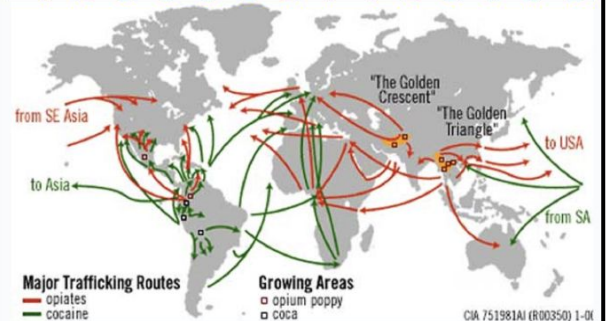 "The Golden
Crescent"
"The Golden
Triangle"
from SE Asia
to USA
to Asia
from SA
Major Trafficking Routes
opiates
cocaine
Growing Areas
opium poppy
coca
CIA 751981AI (R00350) 1-0